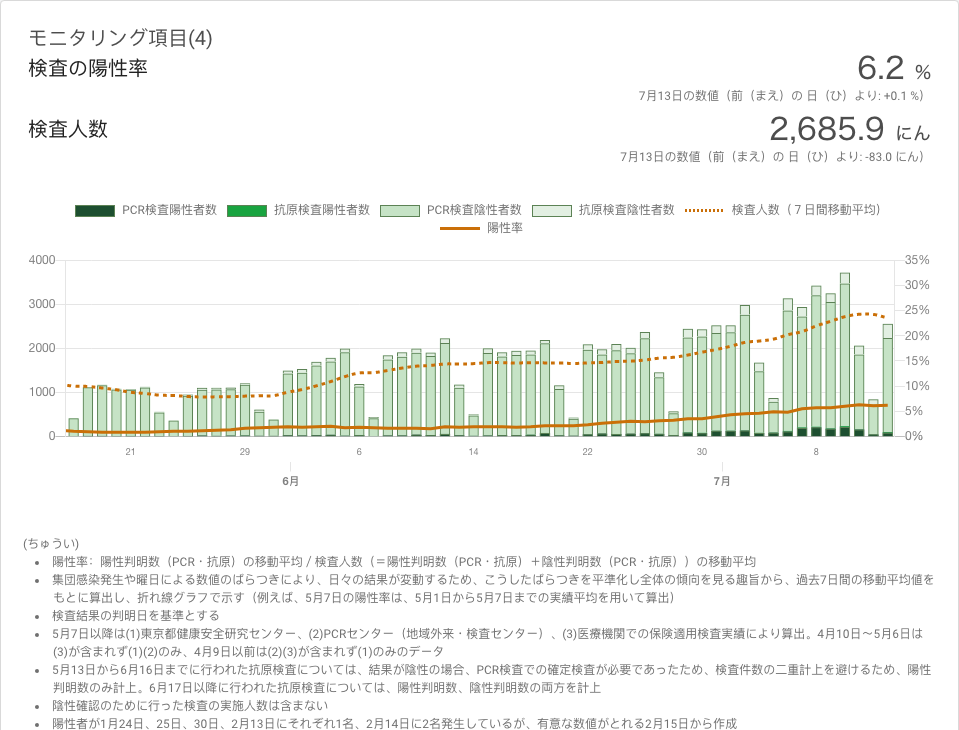 モニタリング項目(4)
検査の陽性率
6.2 %
7月13日の数値（前（まえ）の 日（ひ）より: +0.1 %）
検査人数
2,685.9 にん
7月13日の数値（前（まえ）の 日（ひ）より: -83.0 にん）
PCR検査陽性者数 抗原検査陽性者数 PCR検査陰性者数 抗原検査陰性者数 検査人数（７日間移動平均）
陽性率
4000 35%
30%
3000
25%
20%
2000
15%
1000 10%
5%
0 0%
21 29 6 14 22 30 8
6月 7月
(ちゅうい)
• 陽性率：陽性判明数（PCR・抗原）の移動平均 / 検査人数（＝陽性判明数（PCR・抗原）＋陰性判明数（PCR・抗原））の移動平均
• 集団感染発生や曜日による数値のばらつきにより、日々の結果が変動するため、こうしたばらつきを平準化し全体の傾向を見る趣旨から、過去7日間の移動平均値を
もとに算出し、折れ線グラフで示す（例えば、5月7日の陽性率は、5月1日から5月7日までの実績平均を用いて算出）
• 検査結果の判明日を基準とする
• 5月7日以降は(1)東京都健康安全研究センター、(2)PCRセンター（地域外来・検査センター）、(3)医療機関での保険適用検査実績により算出。4月10日～5月6日は
(3)が含まれず(1)(2)のみ、4月9日以前は(2)(3)が含まれず(1)のみのデータ
• 5月13日から6月16日までに行われた抗原検査については、結果が陰性の場合、PCR検査での確定検査が必要であったため、検査件数の二重計上を避けるため、陽性
判明数のみ計上。6月17日以降に行われた抗原検査については、陽性判明数、陰性判明数の両方を計上
• 陰性確認のために行った検査の実施人数は含まない
• 陽性者が1月24日、25日、30日、2月13日にそれぞれ1名、2月14日に2名発生しているが、有意な数値がとれる2月15日から作成